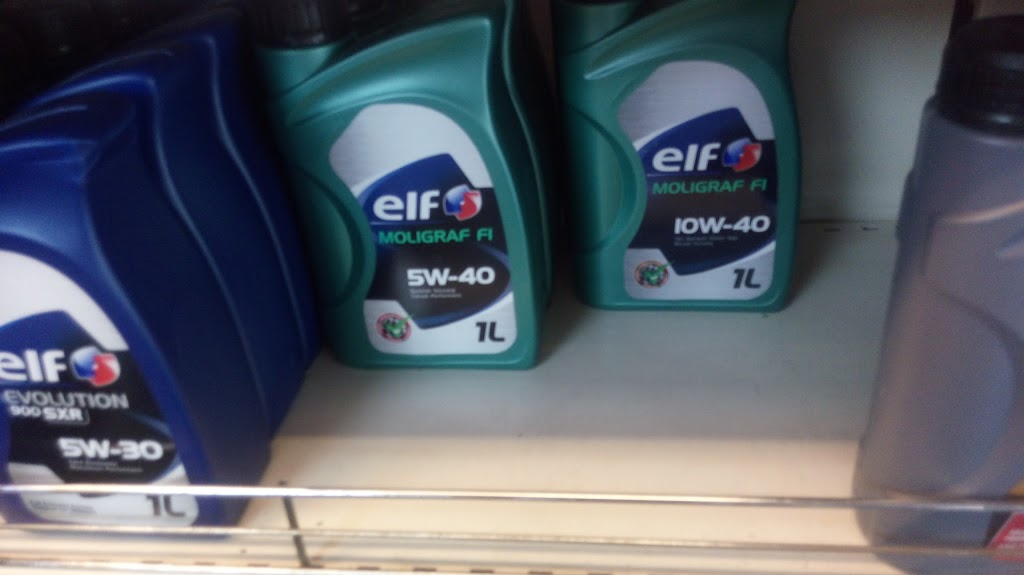 elf
EVOLUTION
900 SXR
5W-30
1L
elf
MOLIGRAF FI
5W-40
1L
elf
MOLIGRAF FI
10W-40
1L